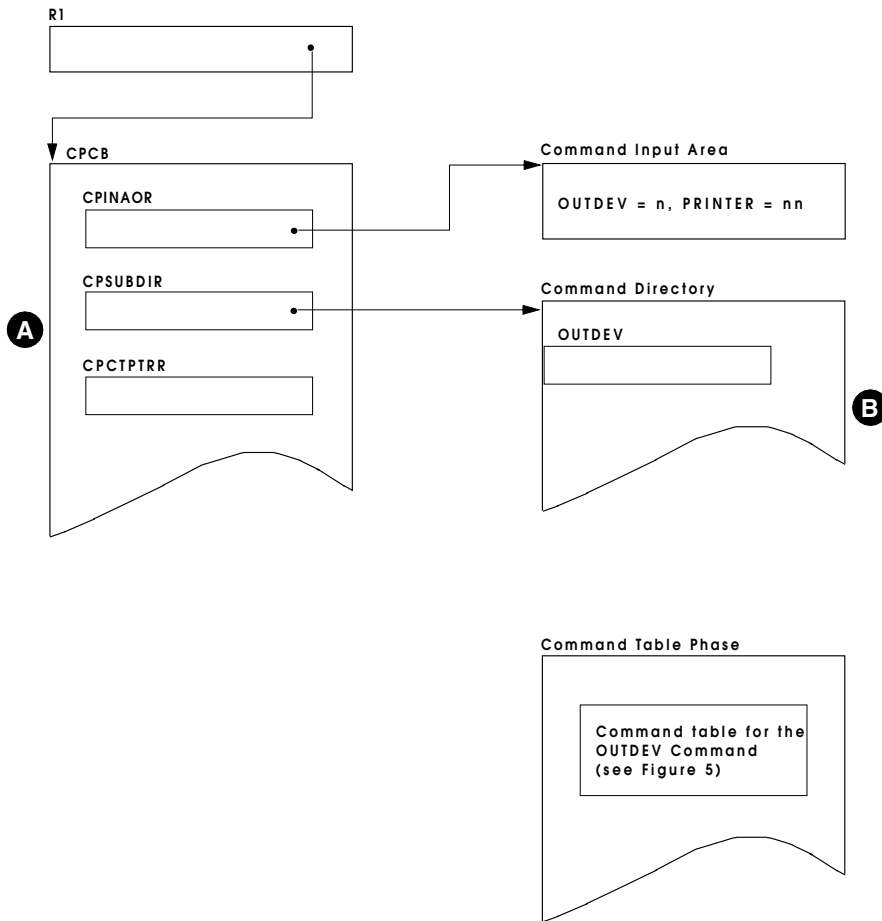 R1
CPCB
CPINAOR
CPSUBDIR
A
CPCTPTRR
Command Input Area
OUTDEV = n, PRINTER = nn
Command Directory
OUTDEV
B
Command Table Phase
Command table for the
OUTDEV Command
(see Figure 5)